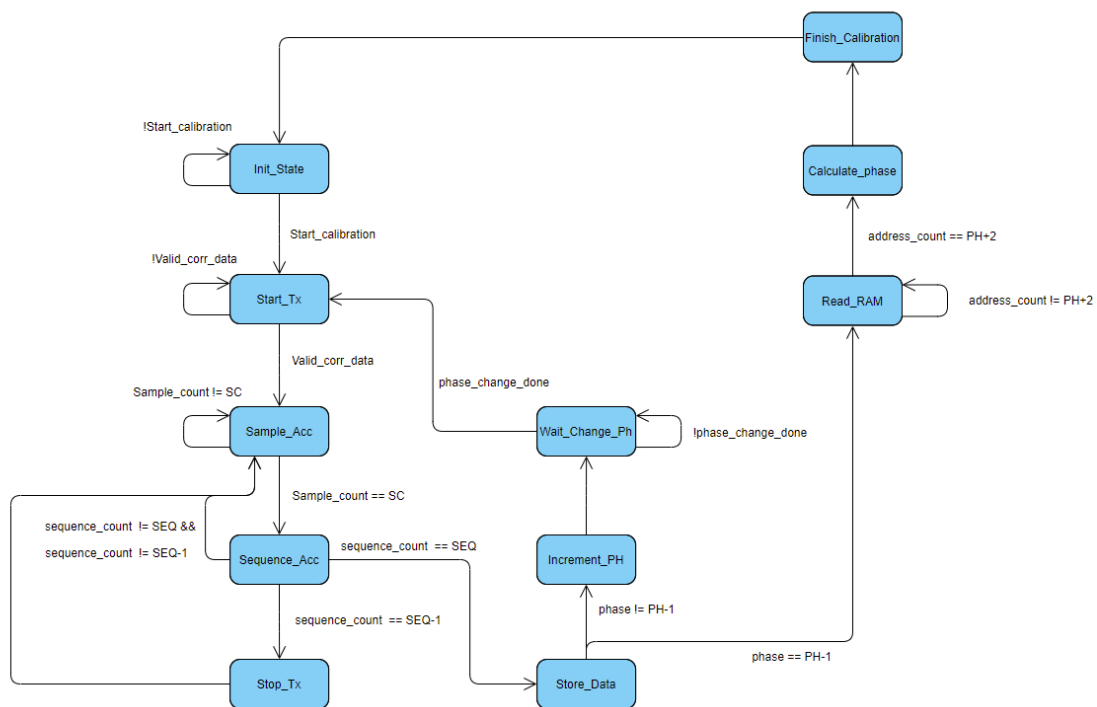 Finish_Calibration
!Start_calibration
Init_State
Calculate_phase
Start_calibration
address_count == PH+2
!Valid_corr_data
Start_Tx
Read_RAM
address_count != PH+2
Valid_corr_data
phase_change_done
Sample_count != SC
Sample_Acc
Wait_Change_Ph
!phase_change_done
Sample_count == SC
sequence_count != SEQ &&
sequence_count != SEQ-1
sequence_count == SEQ
Sequence_Acc
Increment_PH
phase != PH-1
sequence_count == SEQ-1
phase == PH-1
Stop_Tx
Store_Data